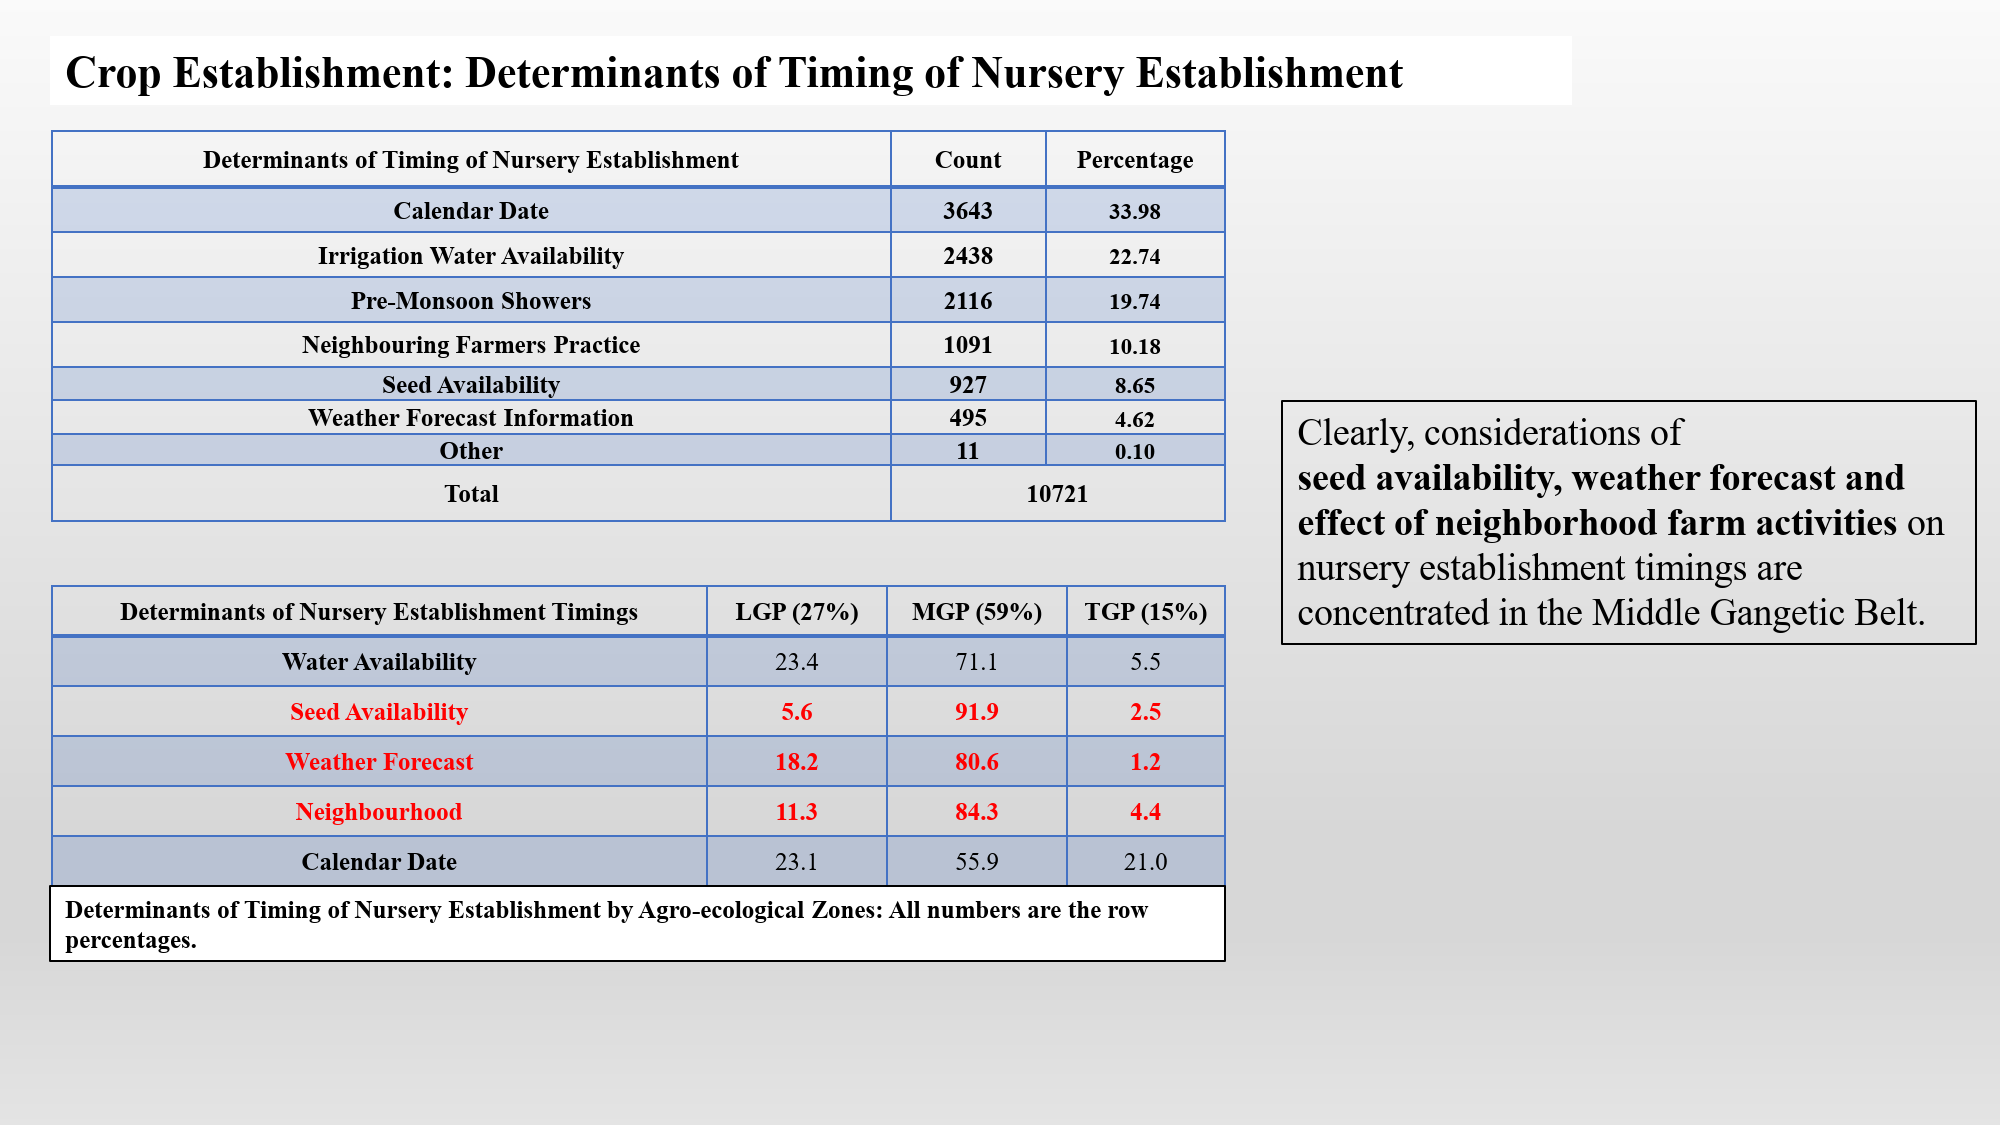 Crop Establishment: Determinants of Timing of Nursery Establishment
Determinants of Timing of Nursery Establishment Count Percentage
Calendar Date 3643 33.98
Irrigation Water Availability 2438 22.74
Pre-Monsoon Showers 2116 19.74
Neighbouring Farmers Practice 1091 10.18
Seed Availability 927 8.65
Weather Forecast Information 495 4.62
Other 11 0.10
Total 10721
Determinants of Nursery Establishment Timings LGP (27%) MGP (59%) TGP (15%)
Water Availability 23.4 71.1 5.5
Seed Availability 5.6 91.9 2.5
Weather Forecast 18.2 80.6 1.2
Neighbourhood 11.3 84.3 4.4
Calendar Date 23.1 55.9 21.0
Determinants of Timing of Nursery Establishment by Agro-ecological Zones: All numbers are the row
percentages.
Clearly, considerations of
seed availability, weather forecast and
effect of neighborhood farm activities on
nursery establishment timings are
concentrated in the Middle Gangetic Belt.